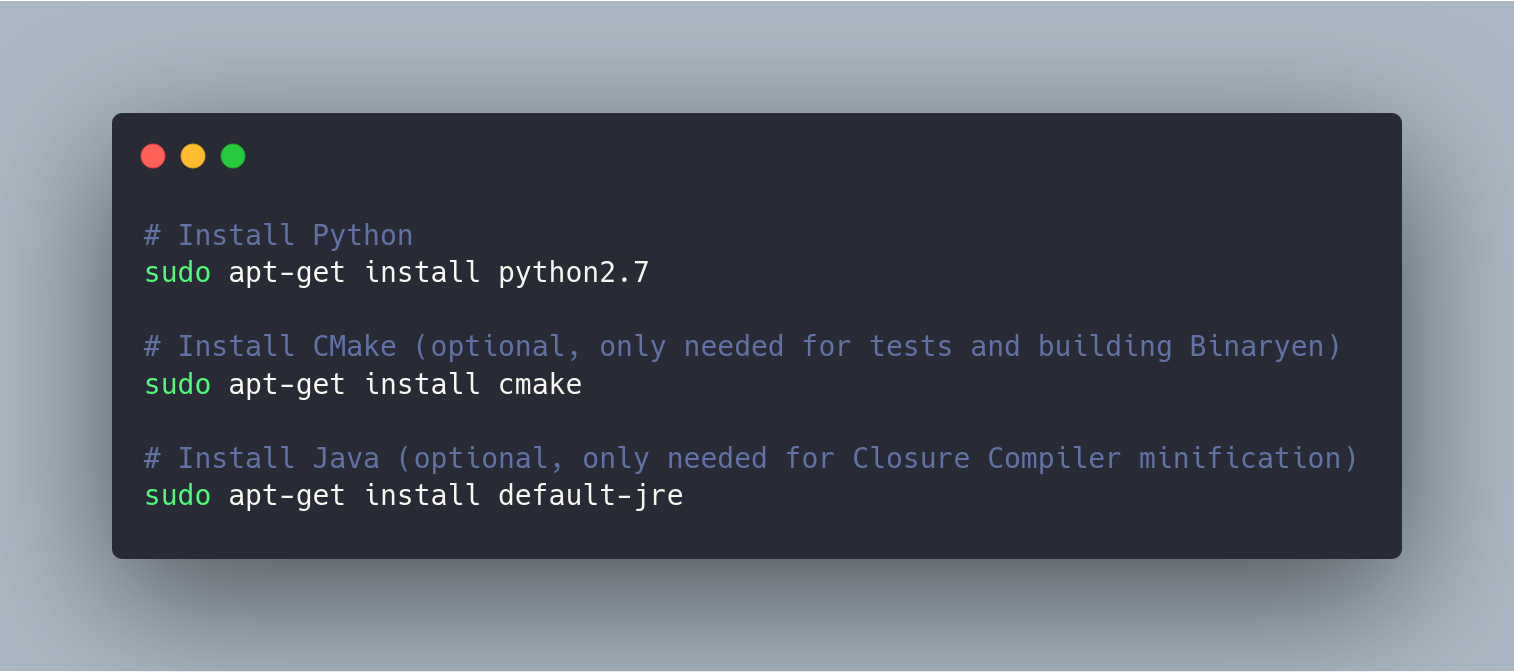 # Install Python
sudo apt-get install python2.7
# Install CMake (optional, only needed for tests and building Binaryen)
sudo apt-get install cmake
# Install Java (optional, only needed for Closure Compiler minification)
sudo apt-get install default-jre